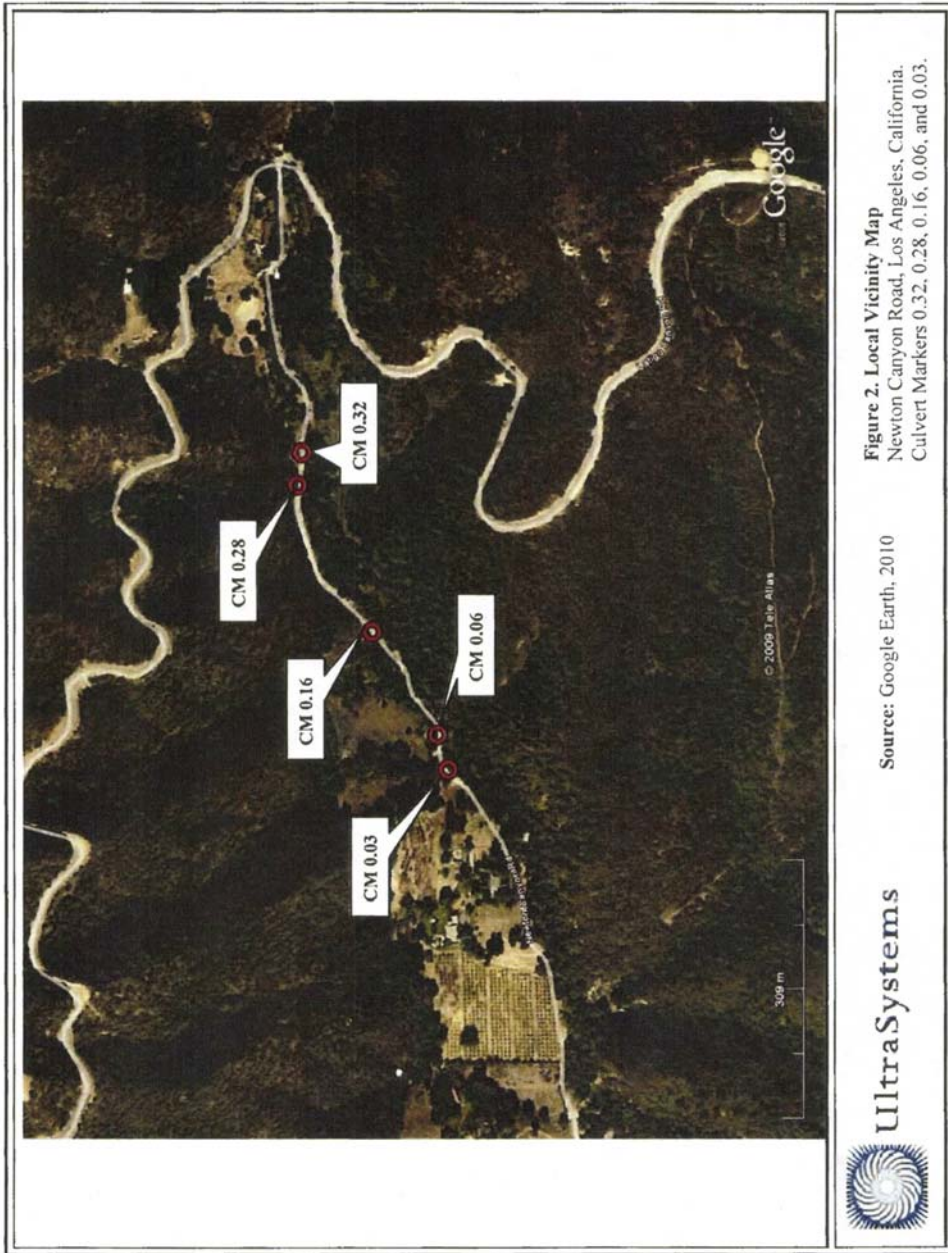 CM 0.03
CM 0.06
CM 0.16
CM 0.28
CM 0.32
309 m
© 2009 Tele Atlas
Google™
UltraSystems
Source: Google Earth, 2010
Figure 2. Local Vicinity Map
Newton Canyon Road, Los Angeles, California.
Culvert Markers 0.32, 0.28, 0.16, 0.06, and 0.03.